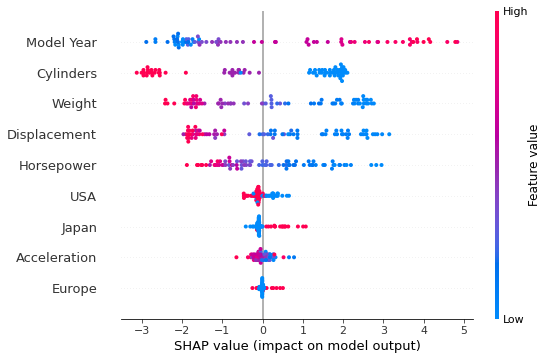 High
Model Year
Cylinders
Weight
Displacement
Horsepower
USA
Japan
Acceleration
Europe
Feature value
Low
−3 −2 −1 0 1 2 3 4 5
SHAP value (impact on model output)